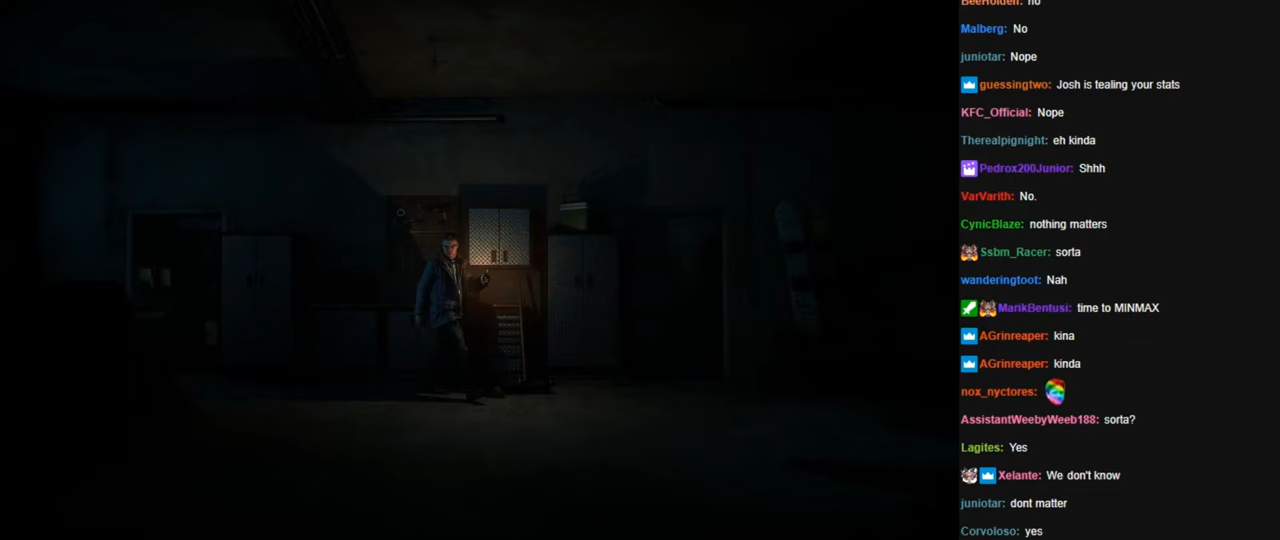 BeeHolden: no
Malberg: No
juniotar: Nope
guessingtwo: Josh is tealing your stats
KFC_Official: Nope
Therealpignight: eh kinda
Pedrox200Junior: Shhh
VarVarith: No.
CynicBlaze: nothing matters
Ssbm_Racer: sorta
wanderingtoot: Nah
MarikBentusi: time to MINMAX
AGrinreaper: kina
AGrinreaper: kinda
nox_nyctores:
AssistantWeebyWeeb188: sorta?
Lagites: Yes
Xelante: We don't know
juniotar: dont matter
Corvoloso: yes